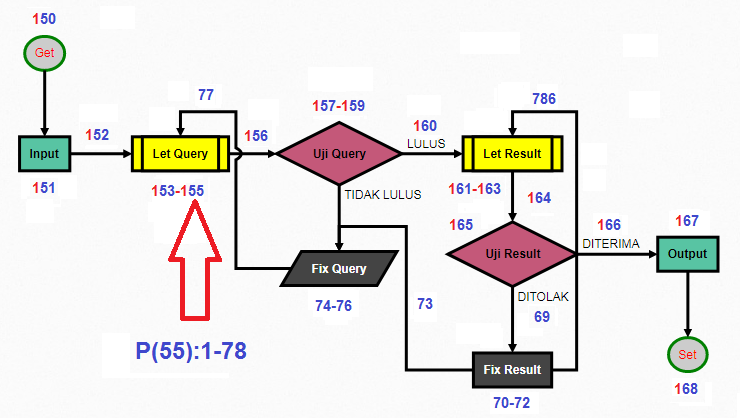 150
Get
77
157-159
786
152
156
160
LULUS
Input
Let Query
Uji Query
Let Result
151
153-155
TIDAK LULUS
161-163
164
165
166
167
DITERIMA
Uji Result
Output
Fix Query
DITOLAK
74-76
73
69
P(55):1-78
Set
Fix Result
168
70-72